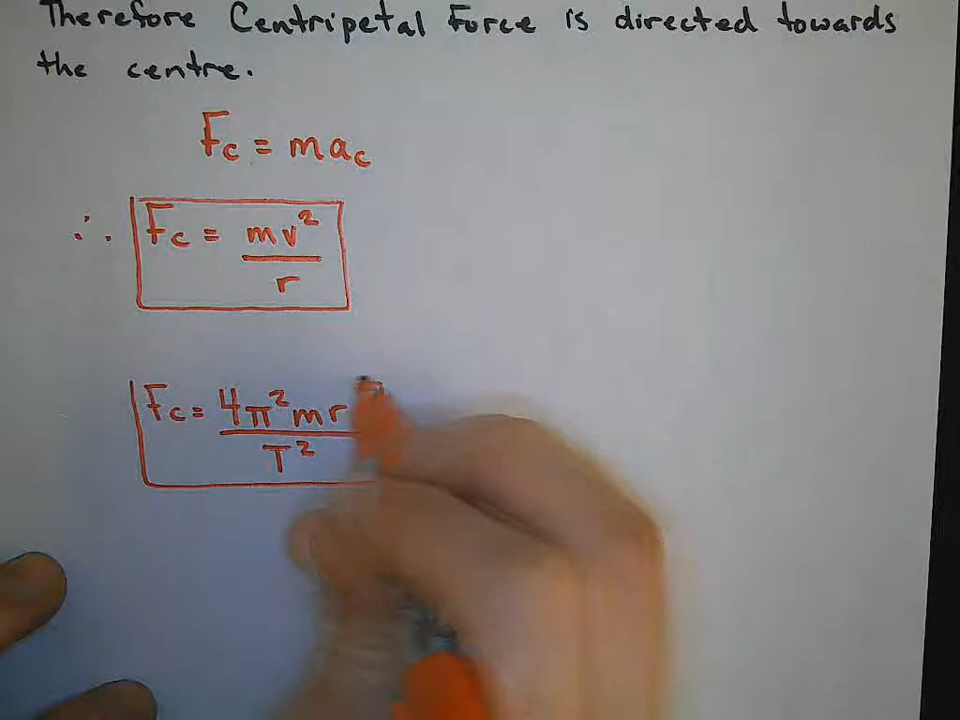 Therefore Centripetal Force is directed towards
the centre.
Fc = mac
∴ Fc = mv²/r
Fc = 4π²mr/T²